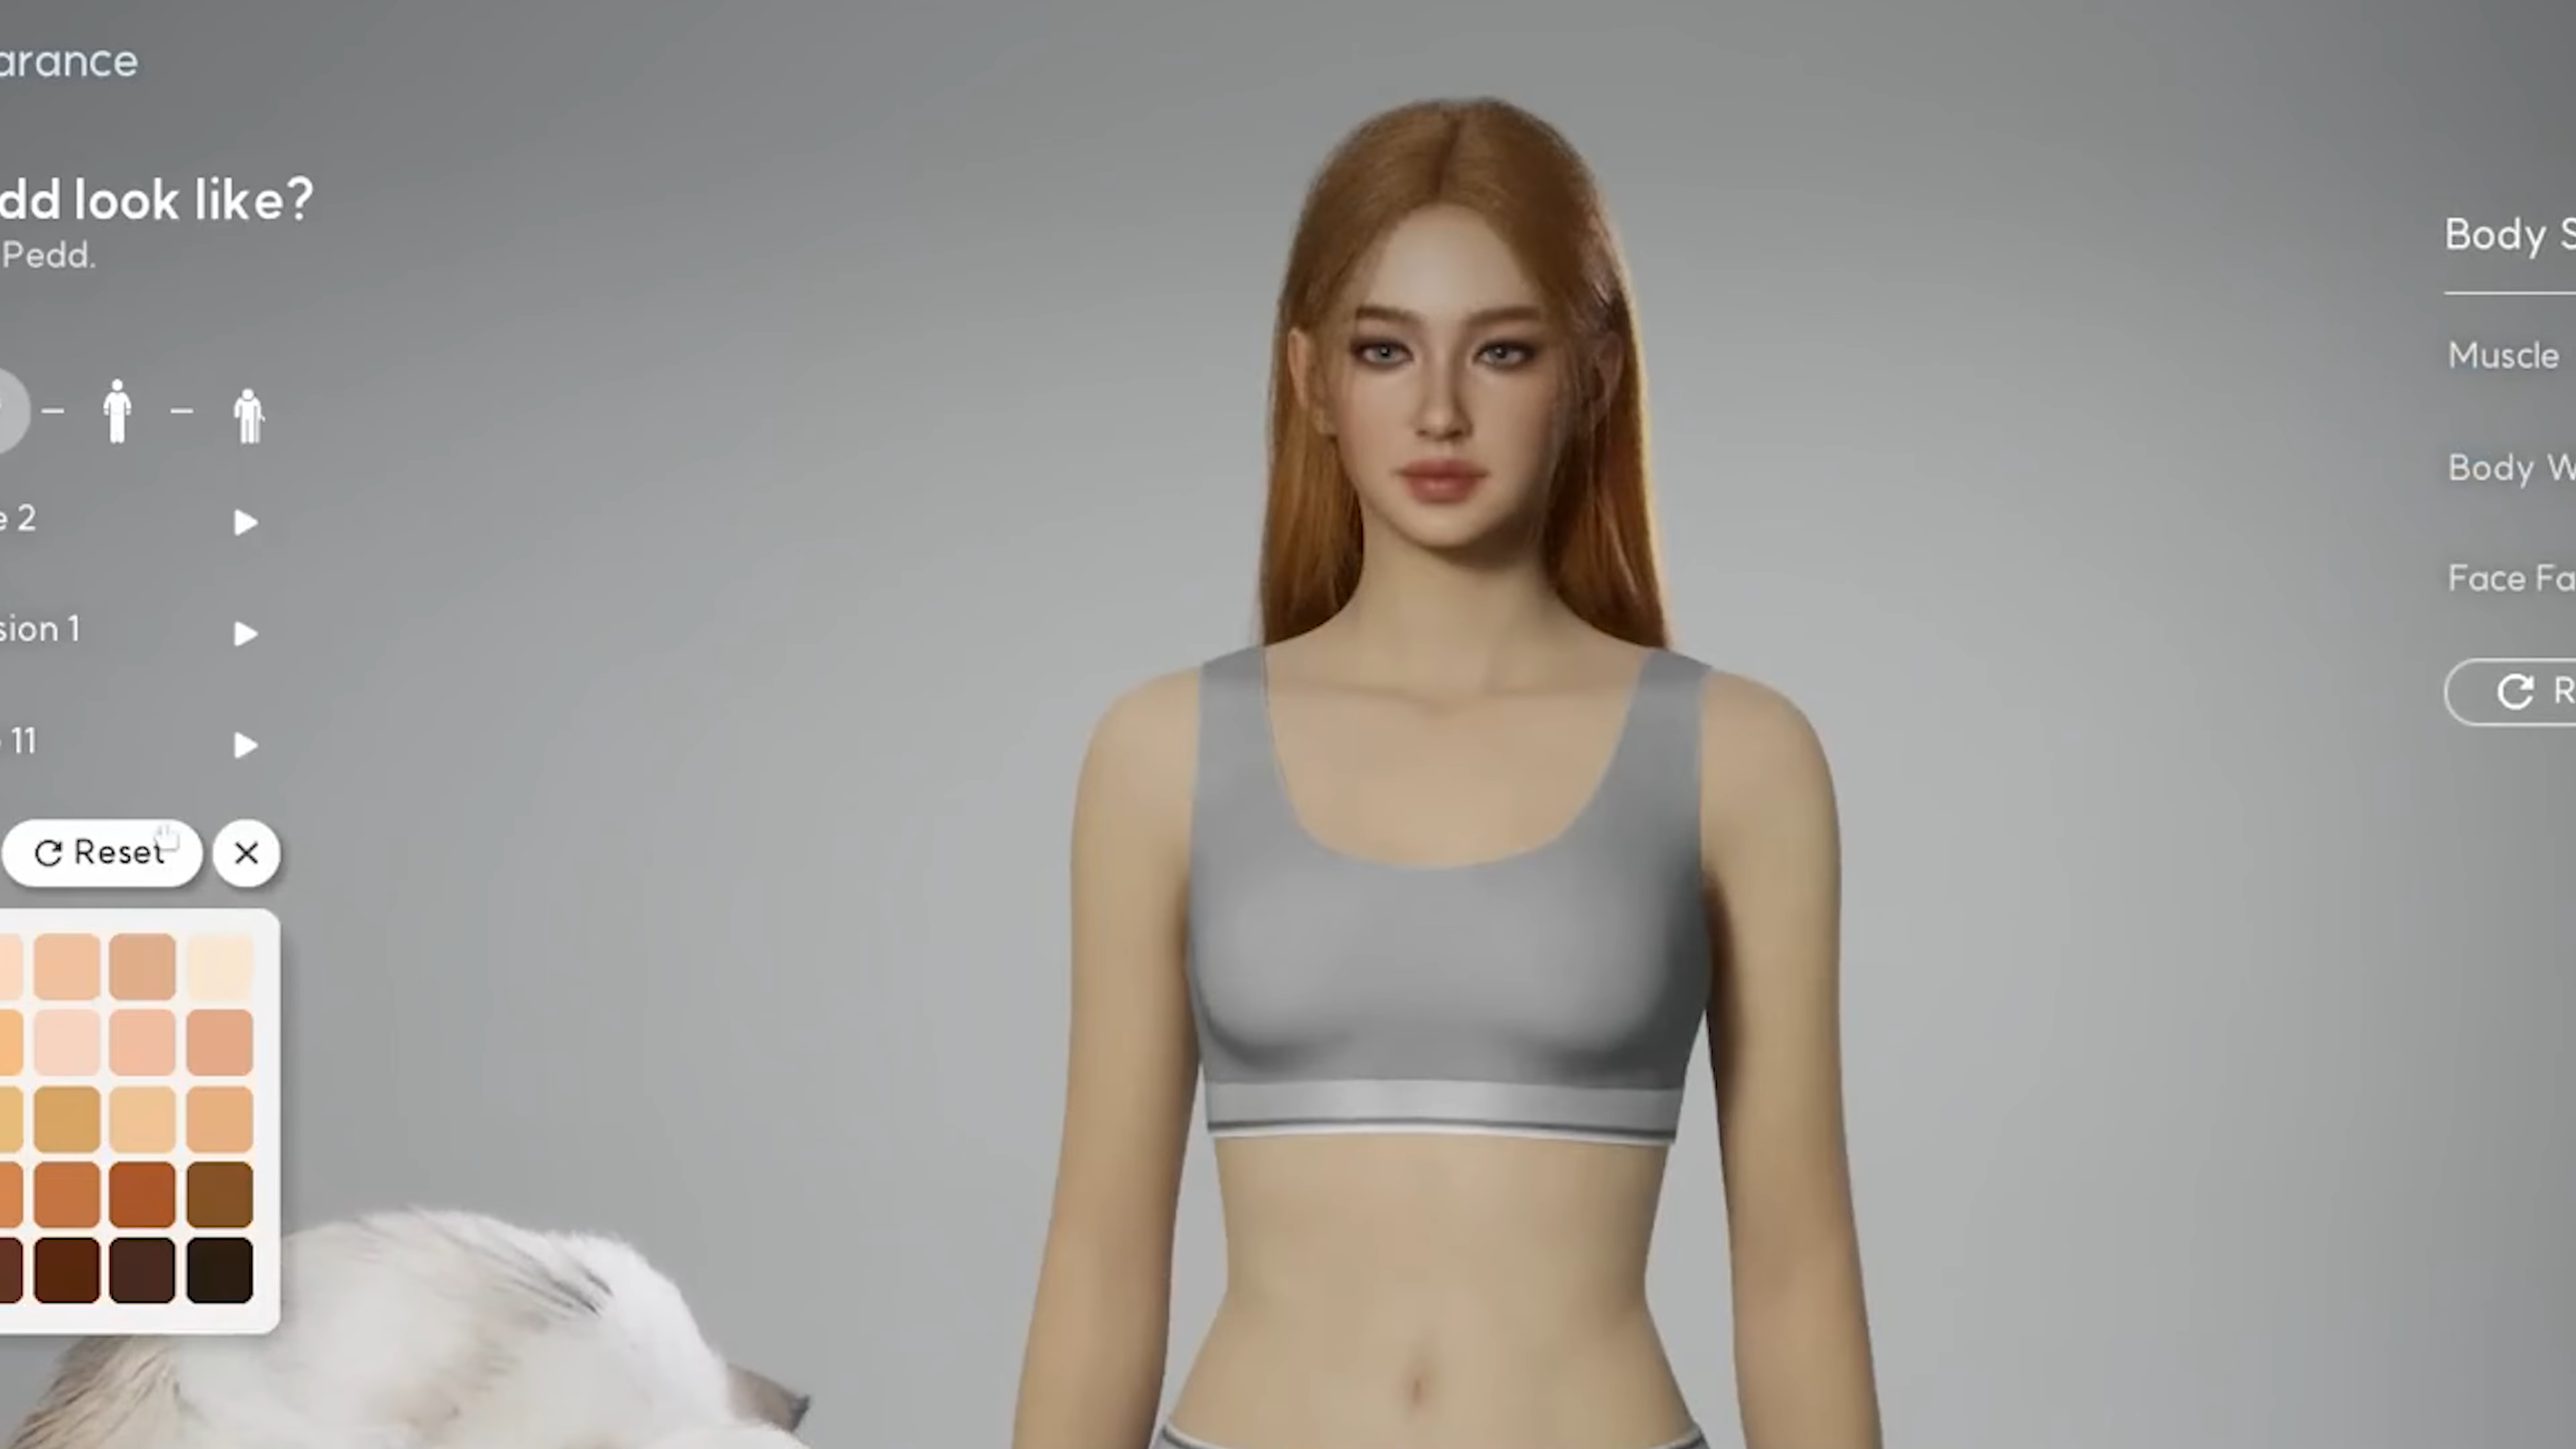 arance
dd look like?
Pedd.
e 2
sion 1
11
Reset
Body S
Muscle
Body W
Face Fa
R